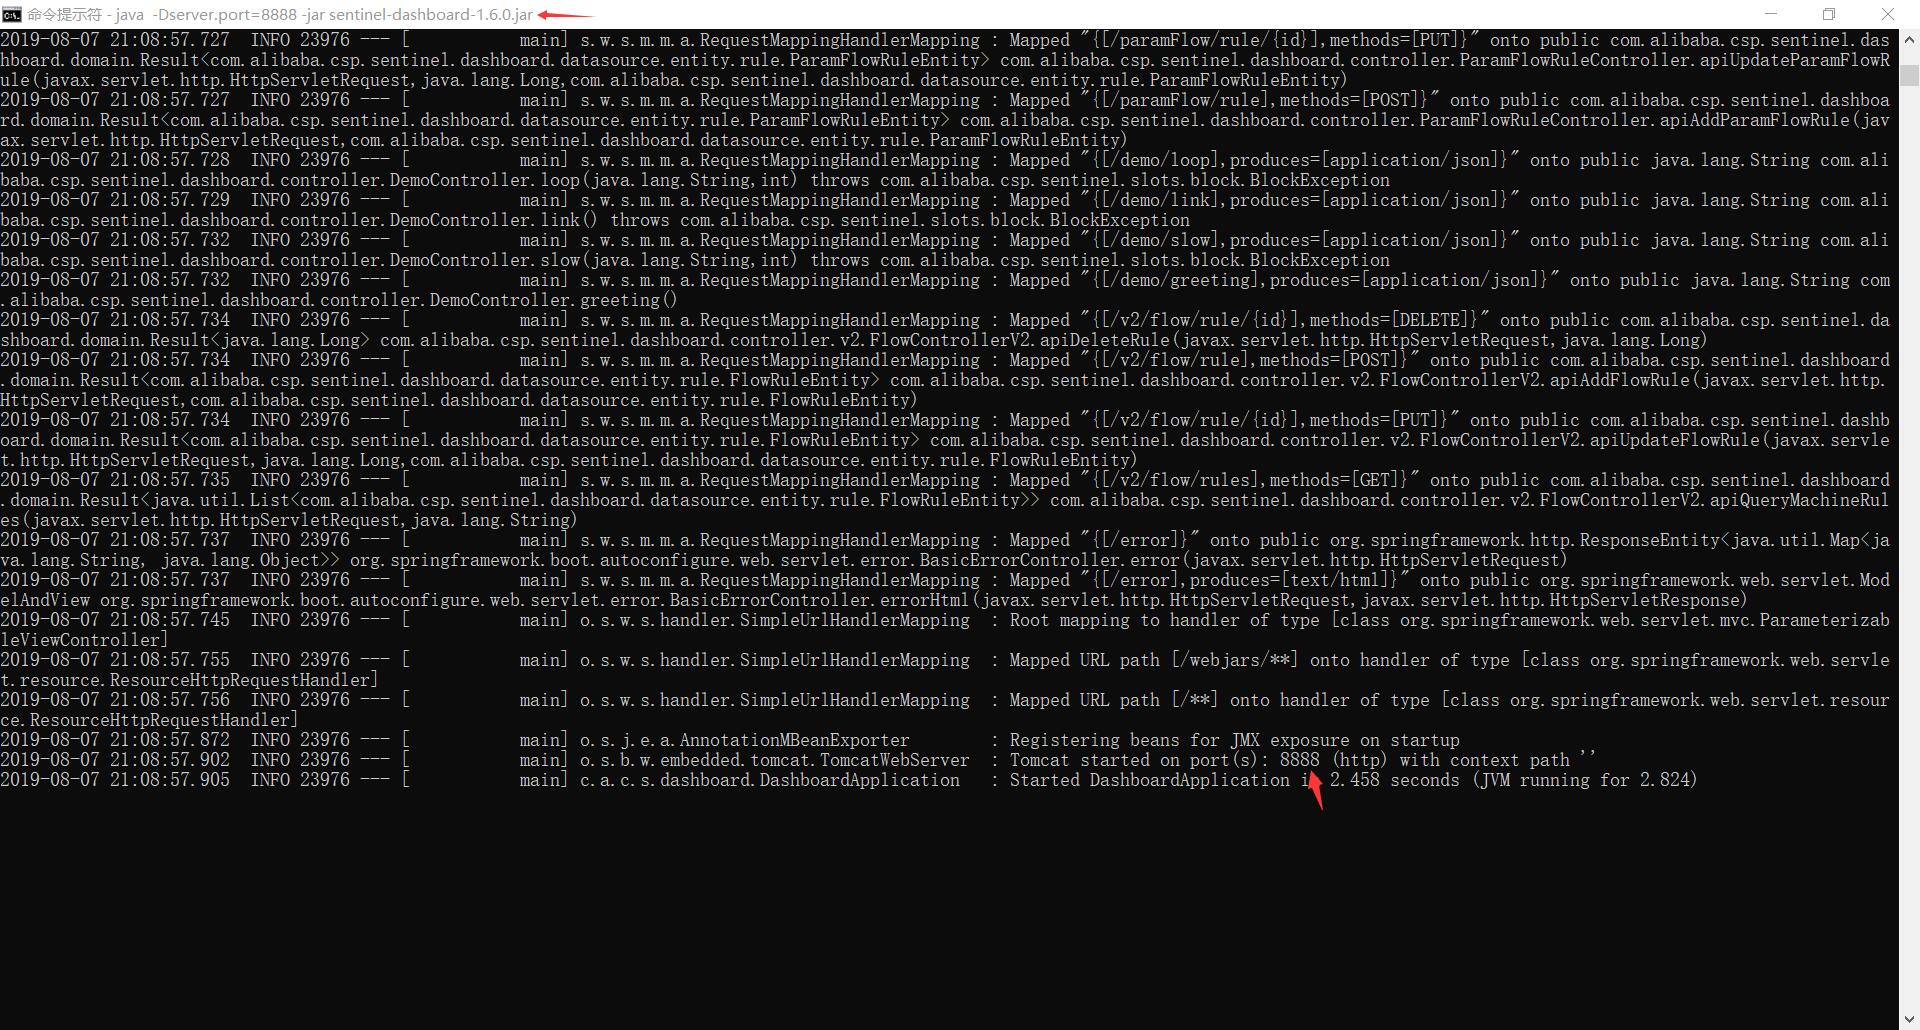 命令提示符 - java  -Dserver.port=8888 -jar sentinel-dashboard-1.6.0.jar
2019-08-07 21:08:57.727  INFO 23976 --- [           main] s.w.s.m.m.a.RequestMappingHandlerMapping : Mapped "{[/paramFlow/rule/{id}],methods=[PUT]}" onto public com.alibaba.csp.sentinel.das
hboard.domain.Result<com.alibaba.csp.sentinel.dashboard.datasource.entity.rule.ParamFlowRuleEntity> com.alibaba.csp.sentinel.dashboard.controller.ParamFlowRuleController.apiUpdateParamFlowR
ule(javax.servlet.http.HttpServletRequest,java.lang.Long,com.alibaba.csp.sentinel.dashboard.datasource.entity.rule.ParamFlowRuleEntity)
2019-08-07 21:08:57.727  INFO 23976 --- [           main] s.w.s.m.m.a.RequestMappingHandlerMapping : Mapped "{[/paramFlow/rule],methods=[POST]}" onto public com.alibaba.csp.sentinel.dashboa
rd.domain.Result<com.alibaba.csp.sentinel.dashboard.datasource.entity.rule.ParamFlowRuleEntity> com.alibaba.csp.sentinel.dashboard.controller.ParamFlowRuleController.apiAddParamFlowRule(jav
ax.servlet.http.HttpServletRequest,com.alibaba.csp.sentinel.dashboard.datasource.entity.rule.ParamFlowRuleEntity)
2019-08-07 21:08:57.728  INFO 23976 --- [           main] s.w.s.m.m.a.RequestMappingHandlerMapping : Mapped "{[/demo/loop],produces=[application/json]}" onto public java.lang.String com.ali
baba.csp.sentinel.dashboard.controller.DemoController.loop(java.lang.String,int) throws com.alibaba.csp.sentinel.slots.block.BlockException
2019-08-07 21:08:57.729  INFO 23976 --- [           main] s.w.s.m.m.a.RequestMappingHandlerMapping : Mapped "{[/demo/link],produces=[application/json]}" onto public java.lang.String com.ali
baba.csp.sentinel.dashboard.controller.DemoController.link() throws com.alibaba.csp.sentinel.slots.block.BlockException
2019-08-07 21:08:57.732  INFO 23976 --- [           main] s.w.s.m.m.a.RequestMappingHandlerMapping : Mapped "{[/demo/slow],produces=[application/json]}" onto public java.lang.String com.ali
baba.csp.sentinel.dashboard.controller.DemoController.slow(java.lang.String,int) throws com.alibaba.csp.sentinel.slots.block.BlockException
2019-08-07 21:08:57.732  INFO 23976 --- [           main] s.w.s.m.m.a.RequestMappingHandlerMapping : Mapped "{[/demo/greeting],produces=[application/json]}" onto public java.lang.String com
.alibaba.csp.sentinel.dashboard.controller.DemoController.greeting()
2019-08-07 21:08:57.734  INFO 23976 --- [           main] s.w.s.m.m.a.RequestMappingHandlerMapping : Mapped "{[/v2/flow/rule/{id}],methods=[DELETE]}" onto public com.alibaba.csp.sentinel.da
shboard.domain.Result<java.lang.Long> com.alibaba.csp.sentinel.dashboard.controller.v2.FlowControllerV2.apiDeleteRule(javax.servlet.http.HttpServletRequest,java.lang.Long)
2019-08-07 21:08:57.734  INFO 23976 --- [           main] s.w.s.m.m.a.RequestMappingHandlerMapping : Mapped "{[/v2/flow/rule],methods=[POST]}" onto public com.alibaba.csp.sentinel.dashboard
.domain.Result<com.alibaba.csp.sentinel.dashboard.datasource.entity.rule.FlowRuleEntity> com.alibaba.csp.sentinel.dashboard.controller.v2.FlowControllerV2.apiAddFlowRule(javax.servlet.http.
HttpServletRequest,com.alibaba.csp.sentinel.dashboard.datasource.entity.rule.FlowRuleEntity)
2019-08-07 21:08:57.734  INFO 23976 --- [           main] s.w.s.m.m.a.RequestMappingHandlerMapping : Mapped "{[/v2/flow/rule/{id}],methods=[PUT]}" onto public com.alibaba.csp.sentinel.dashb
oard.domain.Result<com.alibaba.csp.sentinel.dashboard.datasource.entity.rule.FlowRuleEntity> com.alibaba.csp.sentinel.dashboard.controller.v2.FlowControllerV2.apiUpdateFlowRule(javax.servle
t.http.HttpServletRequest,java.lang.Long,com.alibaba.csp.sentinel.dashboard.datasource.entity.rule.FlowRuleEntity)
2019-08-07 21:08:57.735  INFO 23976 --- [           main] s.w.s.m.m.a.RequestMappingHandlerMapping : Mapped "{[/v2/flow/rules],methods=[GET]}" onto public com.alibaba.csp.sentinel.dashboard
.domain.Result<java.util.List<com.alibaba.csp.sentinel.dashboard.datasource.entity.rule.FlowRuleEntity>> com.alibaba.csp.sentinel.dashboard.controller.v2.FlowControllerV2.apiQueryMachineRul
es(javax.servlet.http.HttpServletRequest,java.lang.String)
2019-08-07 21:08:57.737  INFO 23976 --- [           main] s.w.s.m.m.a.RequestMappingHandlerMapping : Mapped "{[/error]}" onto public org.springframework.http.ResponseEntity<java.util.Map<ja
va.lang.String, java.lang.Object>> org.springframework.boot.autoconfigure.web.servlet.error.BasicErrorController.error(javax.servlet.http.HttpServletRequest)
2019-08-07 21:08:57.737  INFO 23976 --- [           main] s.w.s.m.m.a.RequestMappingHandlerMapping : Mapped "{[/error],produces=[text/html]}" onto public org.springframework.web.servlet.Mod
elAndView org.springframework.boot.autoconfigure.web.servlet.error.BasicErrorController.errorHtml(javax.servlet.http.HttpServletRequest,javax.servlet.http.HttpServletResponse)
2019-08-07 21:08:57.745  INFO 23976 --- [           main] o.s.w.s.handler.SimpleUrlHandlerMapping  : Root mapping to handler of type [class org.springframework.web.servlet.mvc.Parameterizab
leViewController]
2019-08-07 21:08:57.755  INFO 23976 --- [           main] o.s.w.s.handler.SimpleUrlHandlerMapping  : Mapped URL path [/webjars/**] onto handler of type [class org.springframework.web.servle
t.resource.ResourceHttpRequestHandler]
2019-08-07 21:08:57.756  INFO 23976 --- [           main] o.s.w.s.handler.SimpleUrlHandlerMapping  : Mapped URL path [/**] onto handler of type [class org.springframework.web.servlet.resour
ce.ResourceHttpRequestHandler]
2019-08-07 21:08:57.872  INFO 23976 --- [           main] o.s.j.e.a.AnnotationMBeanExporter        : Registering beans for JMX exposure on startup
2019-08-07 21:08:57.902  INFO 23976 --- [           main] o.s.b.w.embedded.tomcat.TomcatWebServer  : Tomcat started on port(s): 8888 (http) with context path ''
2019-08-07 21:08:57.905  INFO 23976 --- [           main] c.a.c.s.dashboard.DashboardApplication   : Started DashboardApplication i 2.458 seconds (JVM running for 2.824)